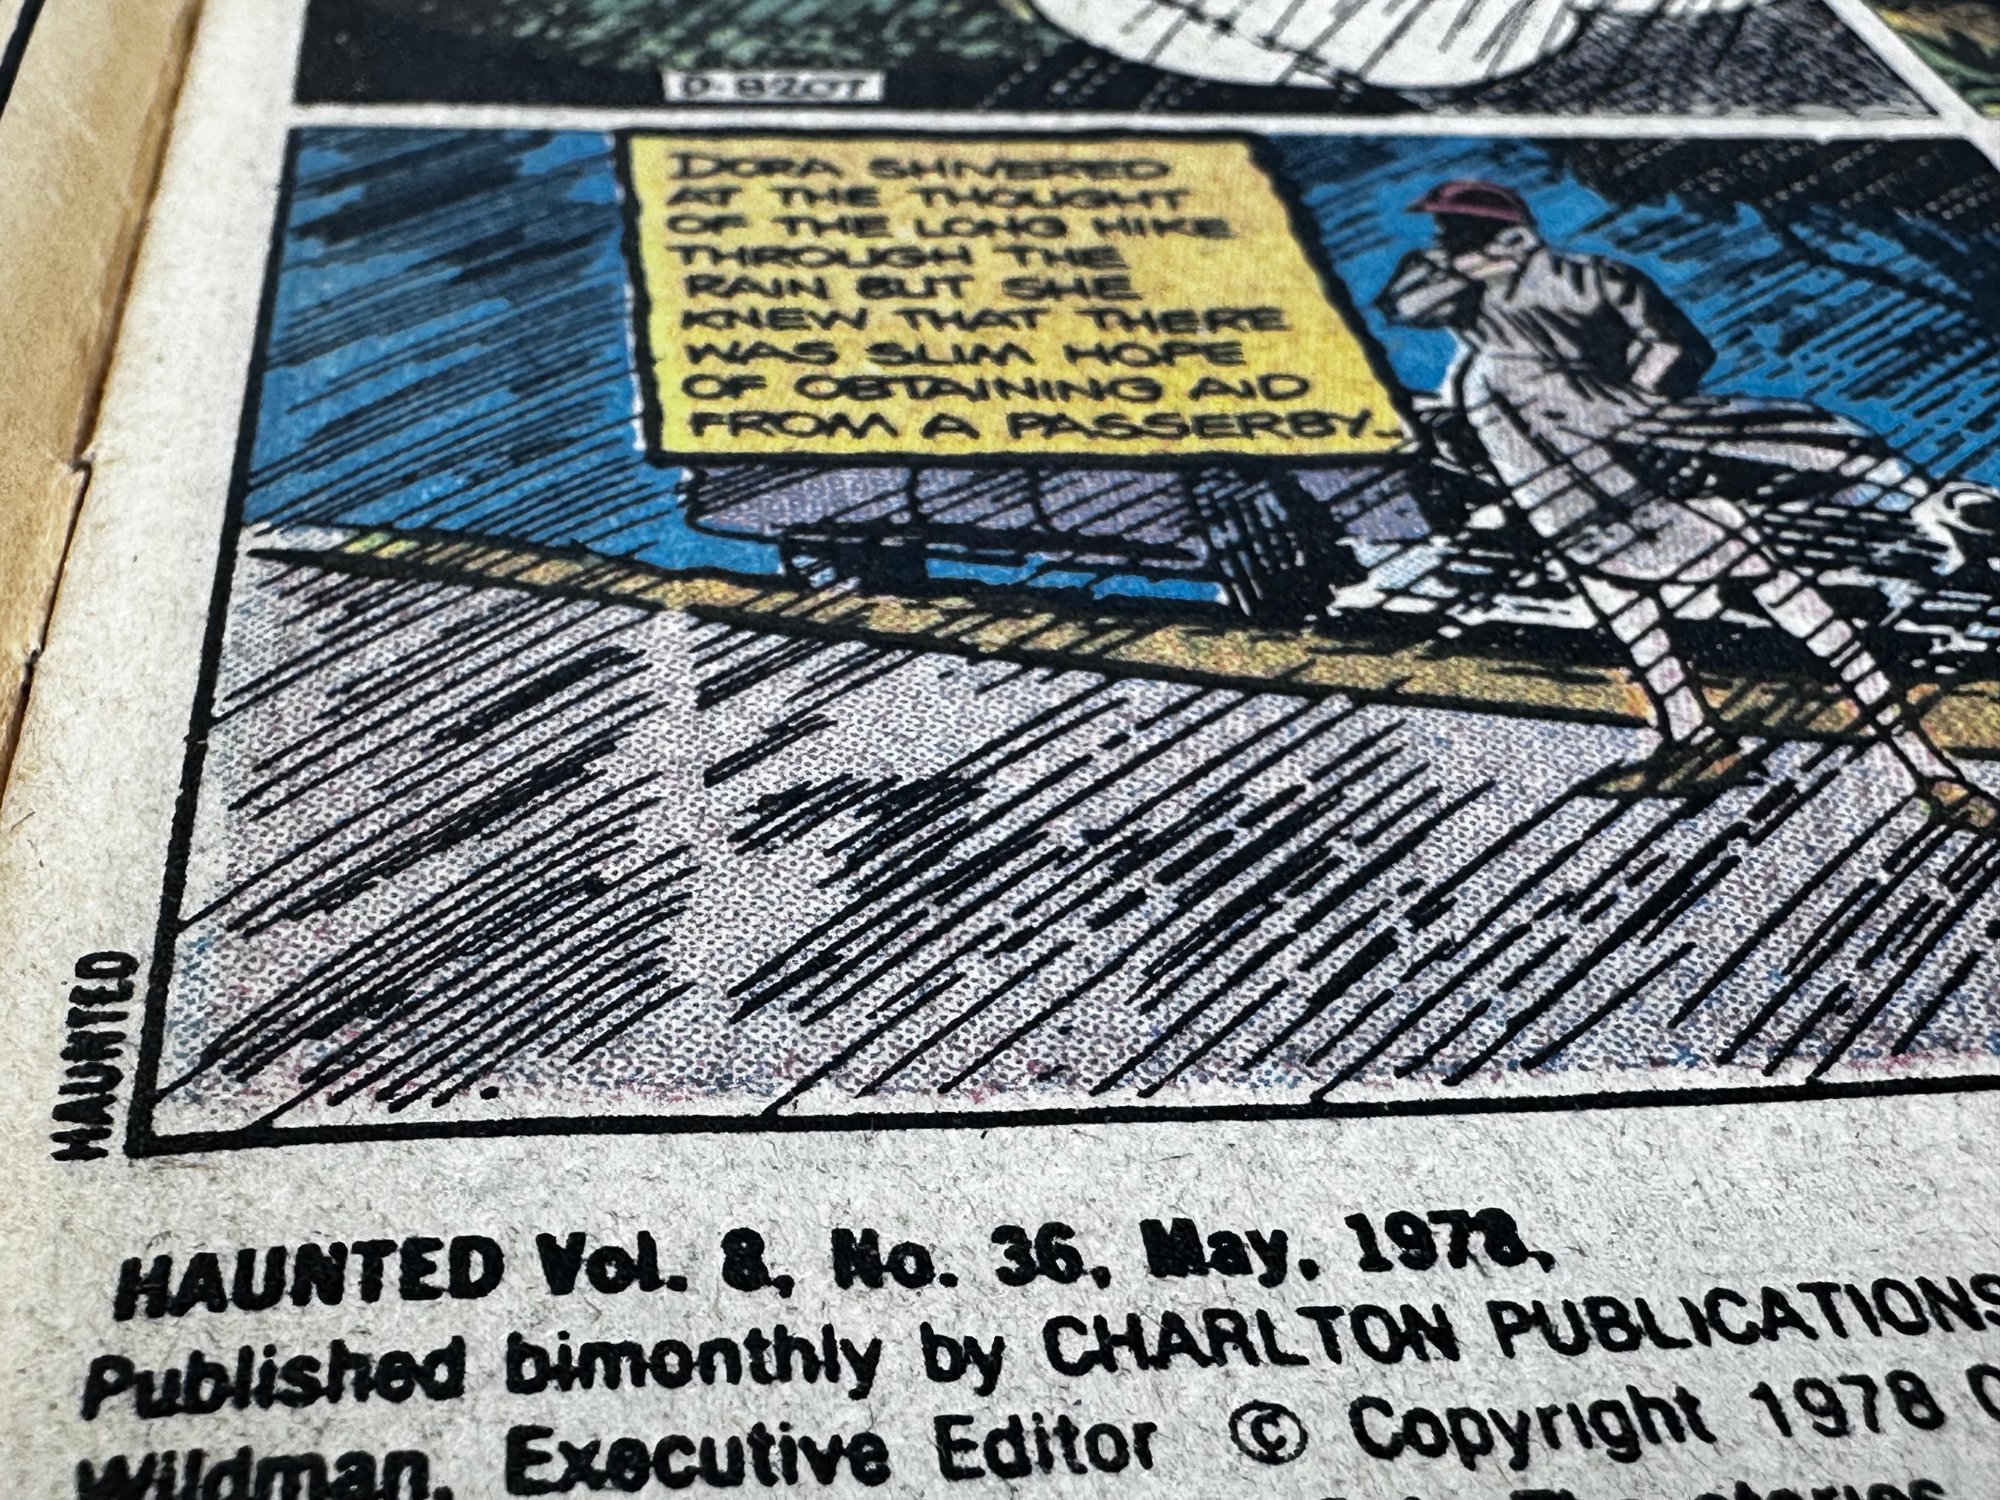 D-8207
DORA SHIVERED
AT THE THOUGHT
OF THE LONG HIKE
THROUGH THE
RAIN BUT SHE
KNEW THAT THERE
WAS SLIM HOPE
OF OBTAINING AID
FROM A PASSERBY...
HAUNTED
HAUNTED Vol. 8, No. 36, May, 1978,
Published bimonthly by CHARLTON PUBLICATIONS
Wildman, Executive Editor © Copyright 1978
stories